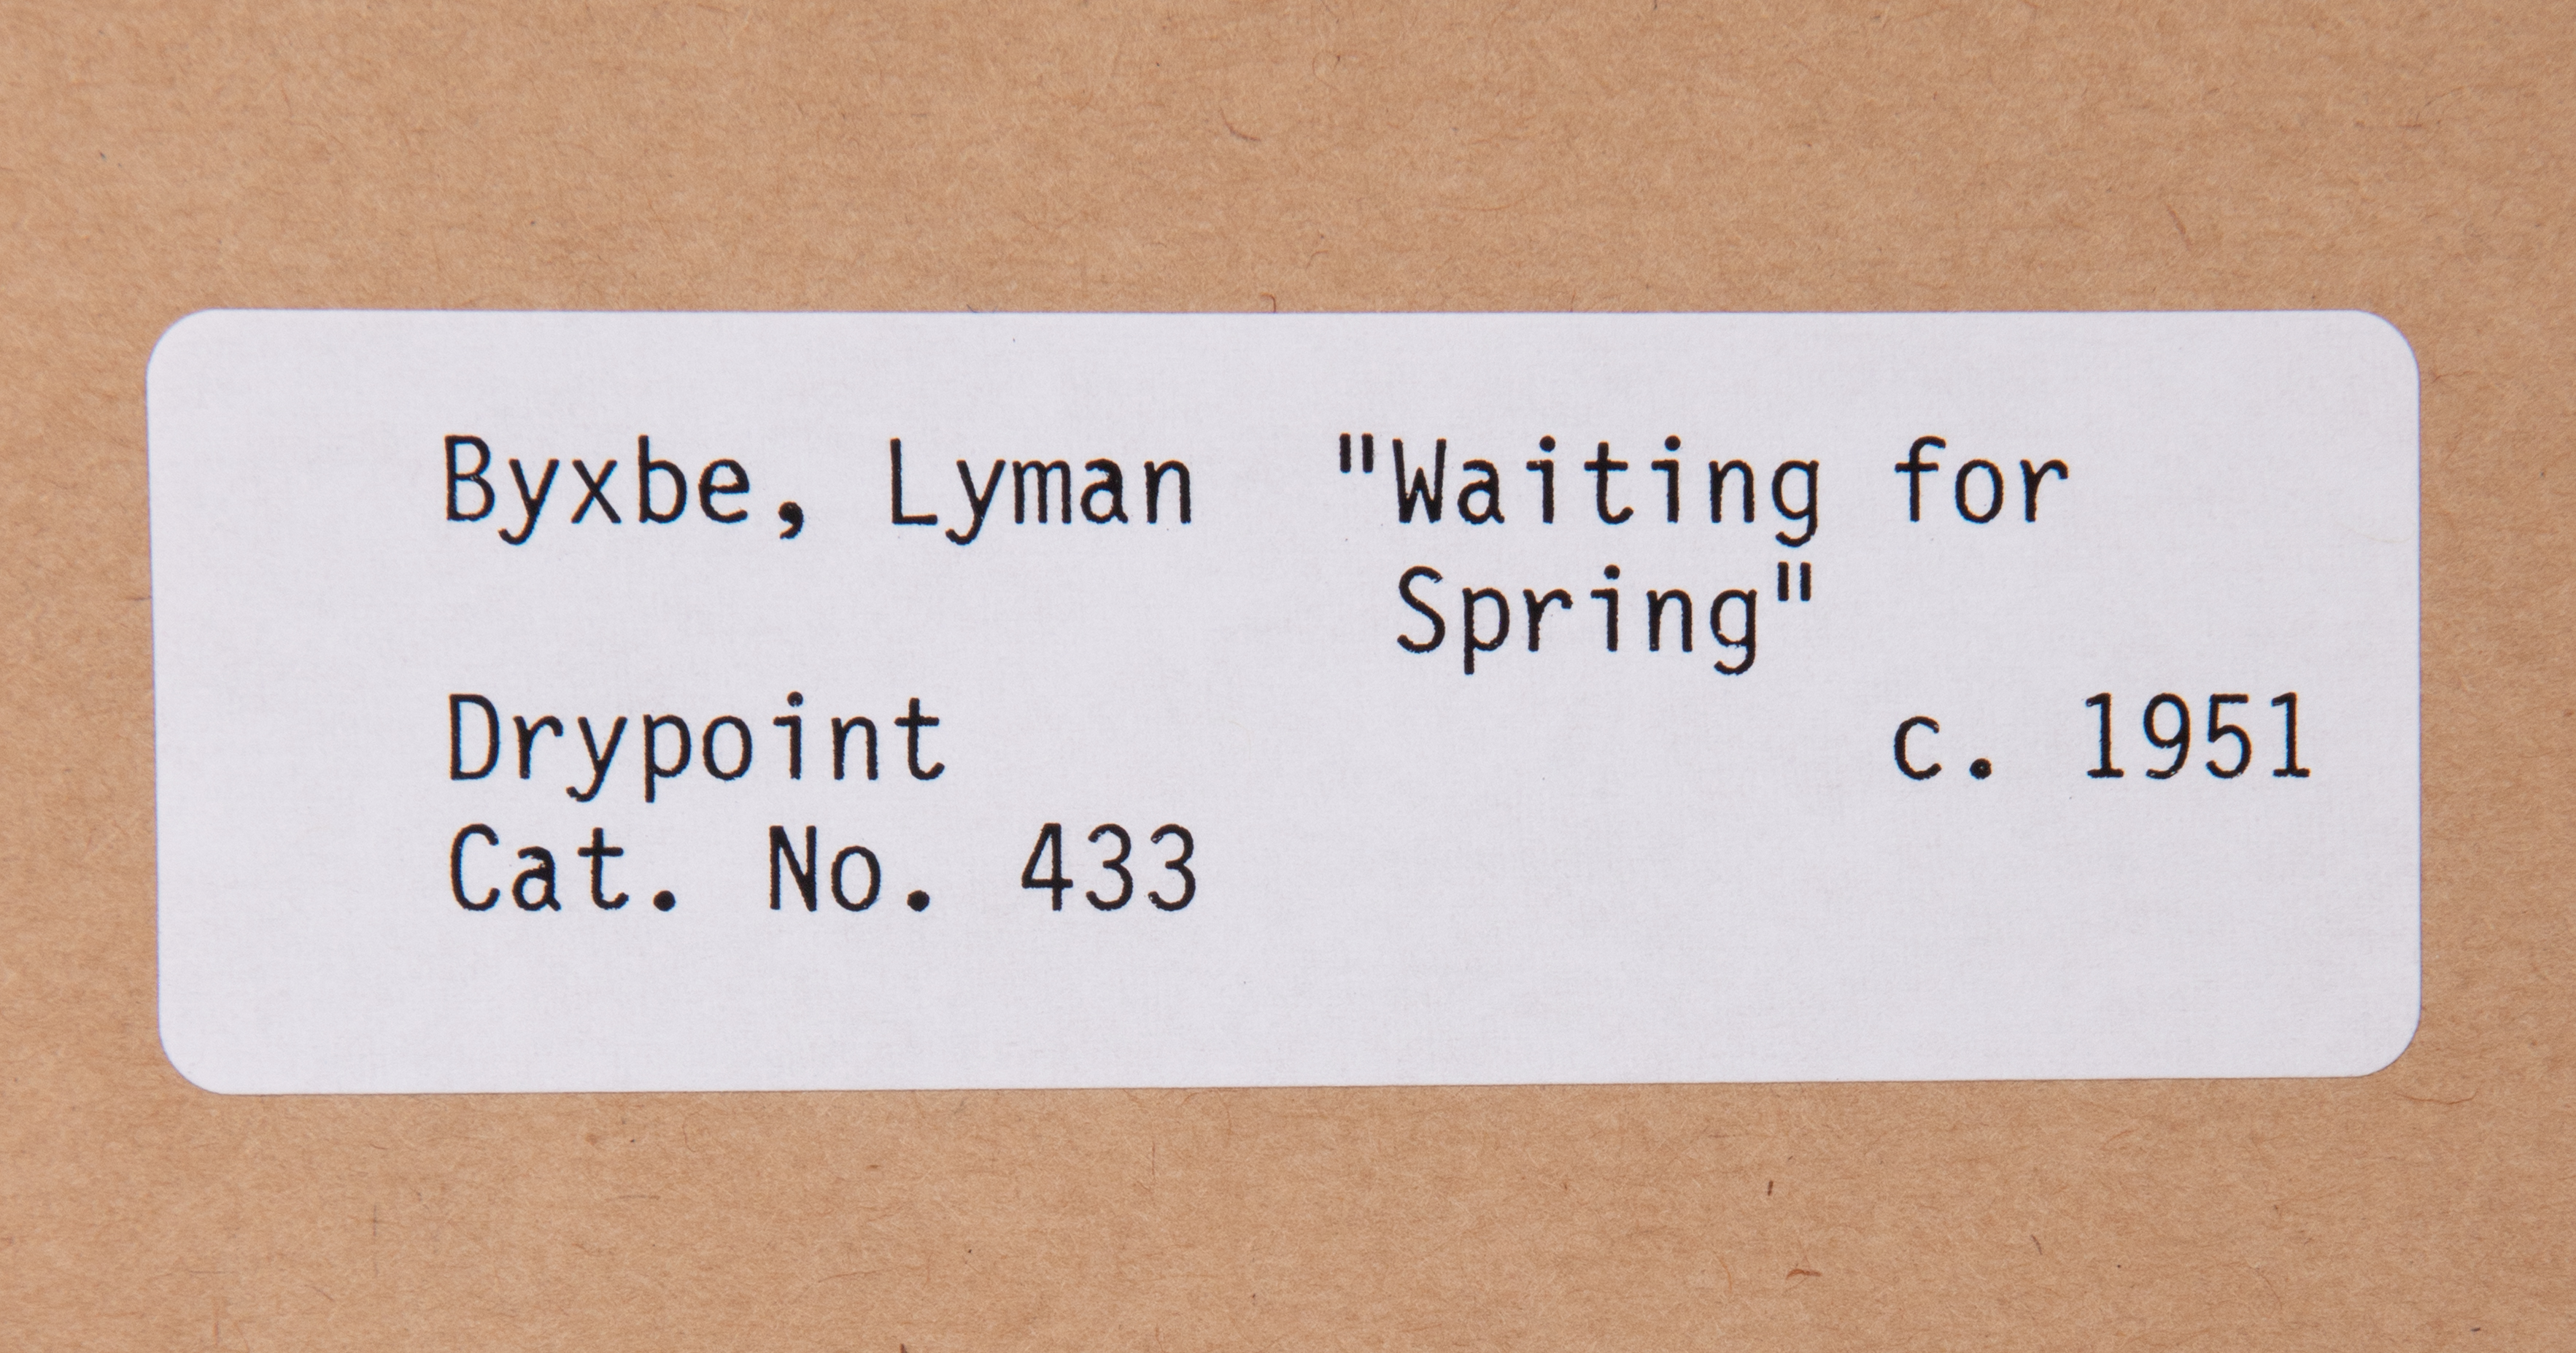 Byxbe, Lyman "Waiting for
Spring"
Drypoint c. 1951
Cat. No. 433